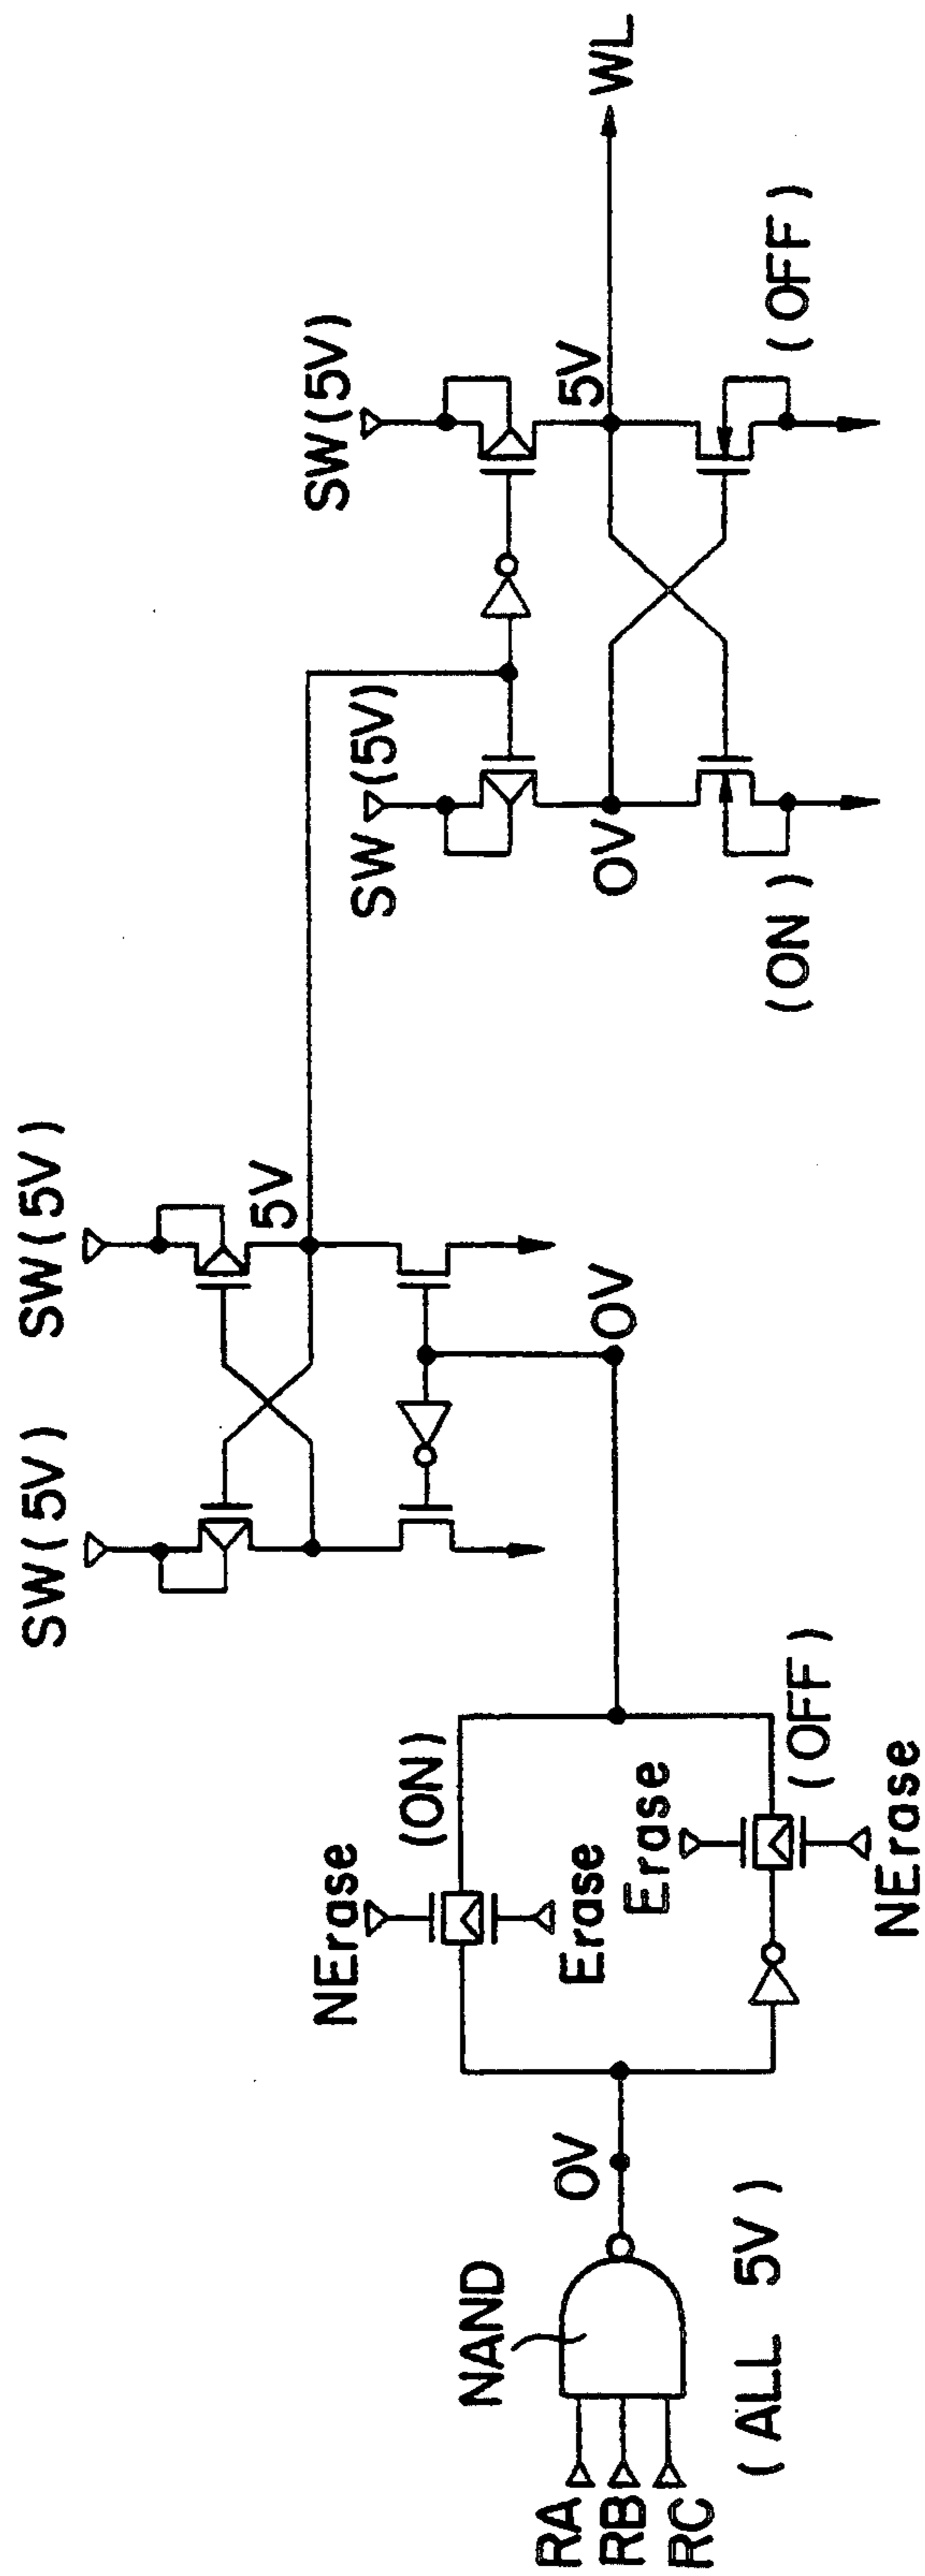 RA
RB
RC
(ALL 5V)
NAND
0V
NErase
(ON)
Erase
Erase
(OFF)
NErase
0V
SW(5V)
SW(5V)
5V
SW(5V)
0V
(ON)
SW(5V)
5V
(OFF)
WL